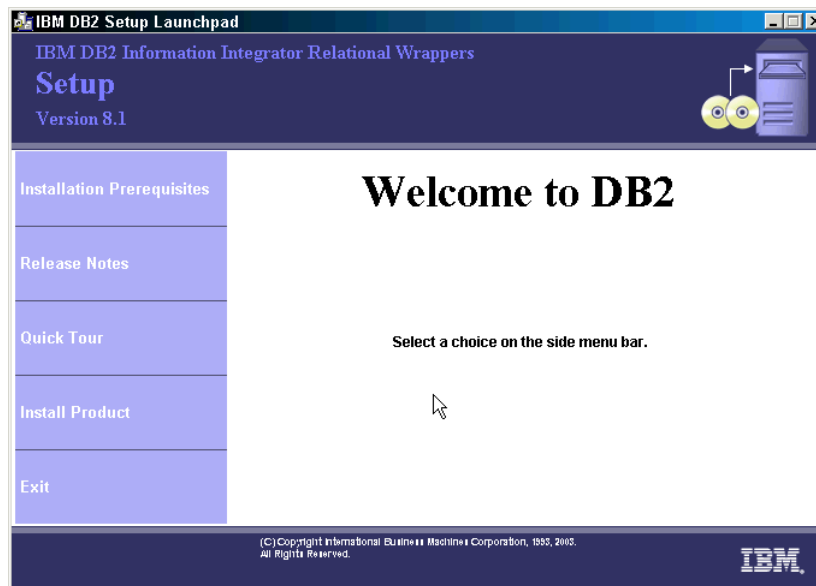 IBM DB2 Setup Launchpad
IBM DB2 Information Integrator Relational Wrappers
Setup
Version 8.1
Installation Prerequisites
Release Notes
Quick Tour
Install Product
Exit
Welcome to DB2
Select a choice on the side menu bar.
(C) Copyright International Business Machines Corporation, 1993, 2003.
All Rights Reserved.
IBM.